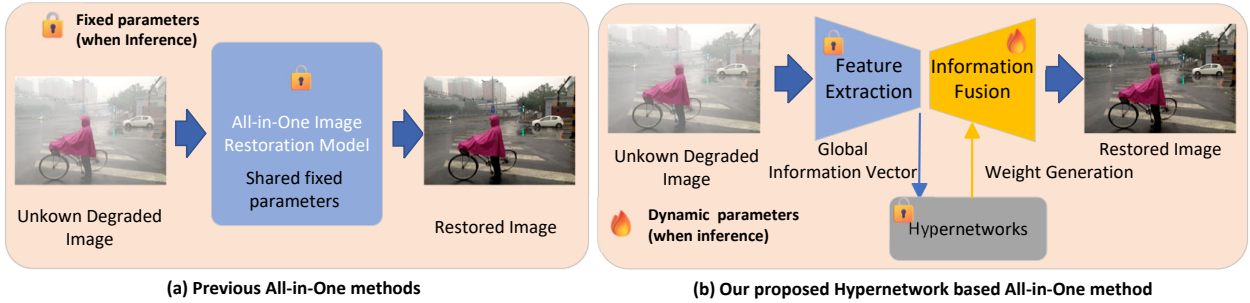 Fixed parameters
(when Inference)
All-in-One Image
Restoration Model
Shared fixed
parameters
Unkown Degraded
Image
Restored Image
(a) Previous All-in-One methods
Feature
Extraction
Information
Fusion
Unkown Degraded
Image
Global
Information Vector
Weight Generation
Restored Image
Dynamic parameters
(when inference)
Hypernetworks
(b) Our proposed Hypernetwork based All-in-One method